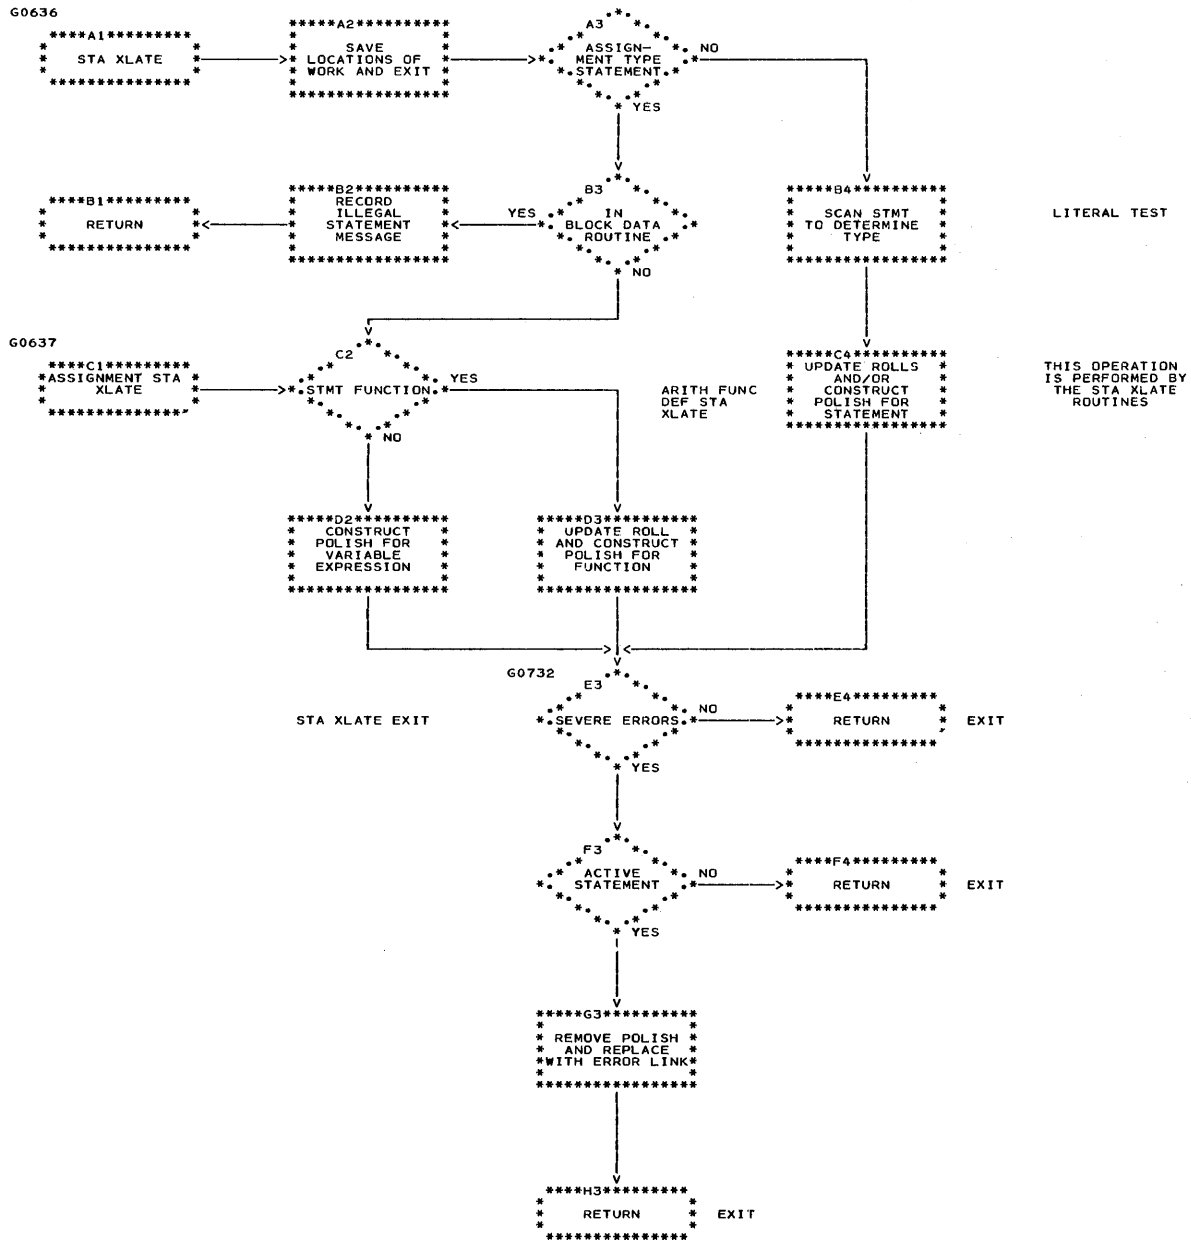 G0636
A1
STA XLATE
A2
SAVE
LOCATIONS OF
WORK AND EXIT
A3
ASSIGN-
MENT TYPE
STATEMENT
NO
YES
B1
RETURN
B2
RECORD
ILLEGAL
STATEMENT
MESSAGE
YES
B3
IN
BLOCK DATA
ROUTINE
NO
B4
SCAN STMT
TO DETERMINE
TYPE
LITERAL TEST
G0637
C1
ASSIGNMENT STA
XLATE
C2
STMT FUNCTION
YES
NO
ARITH FUNC
DEF STA
XLATE
C4
UPDATE ROLLS
AND/OR
CONSTRUCT
POLISH FOR
STATEMENT
THIS OPERATION
IS PERFORMED BY
THE STA XLATE
ROUTINES
D2
CONSTRUCT
POLISH FOR
VARIABLE
EXPRESSION
D3
UPDATE ROLL
AND CONSTRUCT
POLISH FOR
FUNCTION
G0732
STA XLATE EXIT
E3
SEVERE ERRORS
NO
YES
E4
RETURN
EXIT
F3
ACTIVE
STATEMENT
NO
YES
F4
RETURN
EXIT
G3
REMOVE POLISH
AND REPLACE
WITH ERROR LINK
H3
RETURN
EXIT